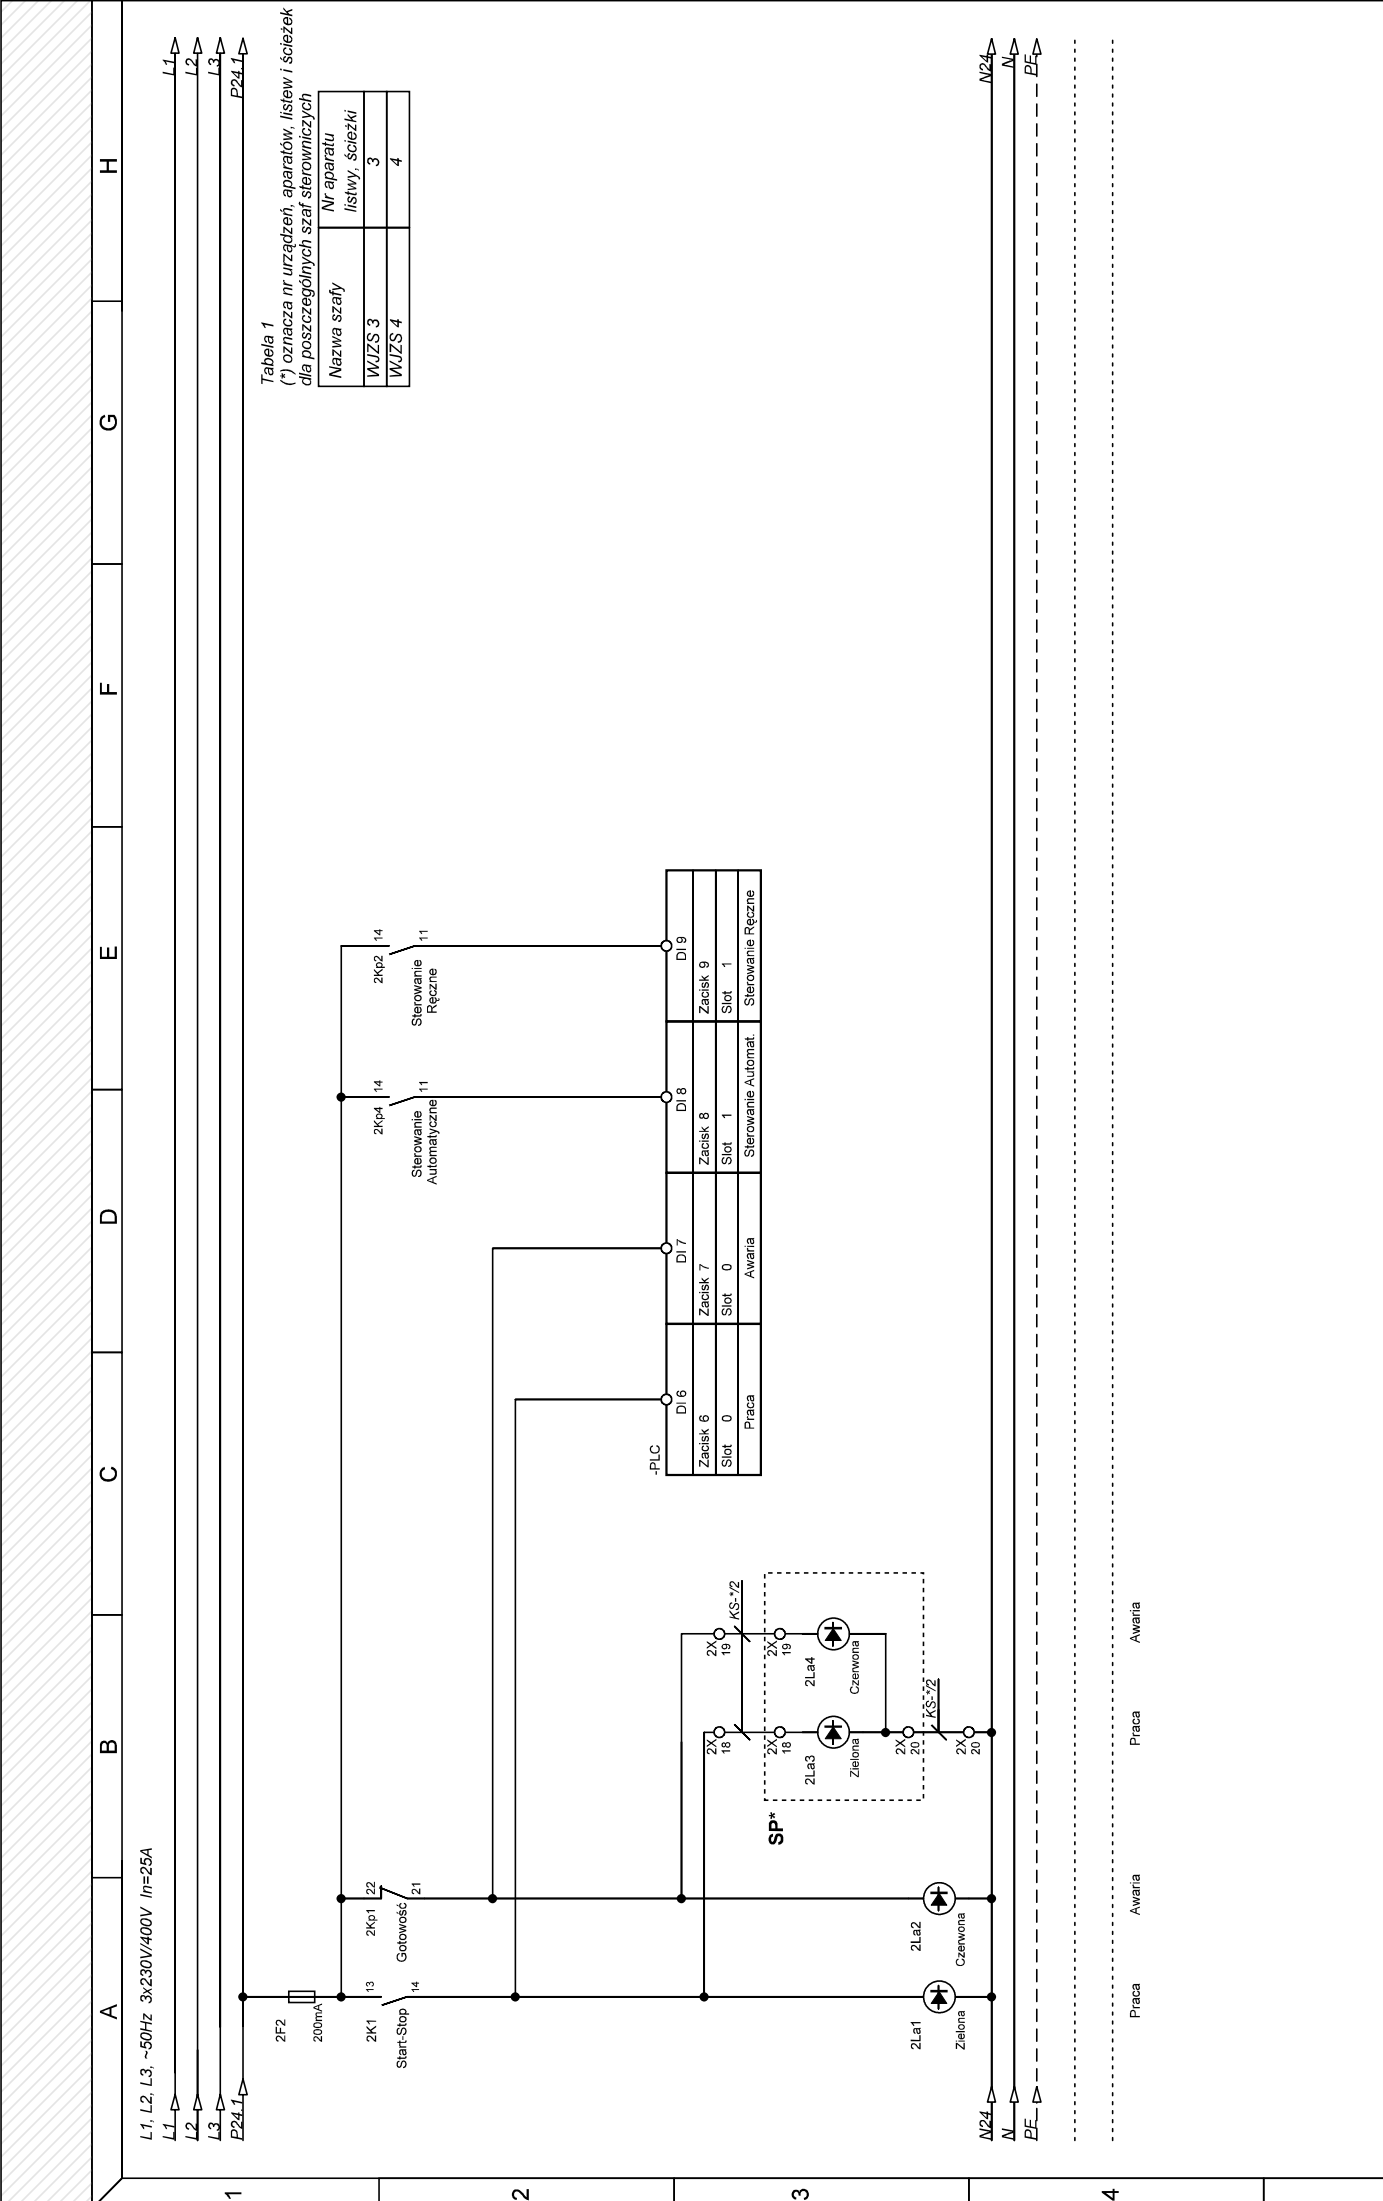 A
B
C
D
E
F
G
H
1
2
3
4
L1, L2, L3, ~50Hz 3x230V/400V In=25A
L1
L1
L2
L2
L3
L3
P24.1
P24.1
Tabela 1
(*) oznacza nr urządzeń, aparatów, listew i ścieżek
dla poszczególnych szaf sterowniczych
Nazwa szafy
Nr aparatu
listwy, ścieżki
WJZS 3
3
WJZS 4
4
2F2
200mA
2K1
13
14
Start-Stop
2Kp1
22
21
Gotowość
2Kp4
14
11
Sterowanie
Automatyczne
2Kp2
14
11
Sterowanie
Ręczne
-PLC
DI 6
DI 7
DI 8
DI 9
Zacisk 6
Zacisk 7
Zacisk 8
Zacisk 9
Slot 0
Slot 0
Slot 1
Slot 1
Praca
Awaria
Sterowanie Automat.
Sterowanie Ręczne
2X
18
2X
19
KS-*/2
SP*
2X
18
2X
19
2La3
Zielona
2La4
Czerwona
2X
20
KS-*/2
2X
20
2La1
Zielona
2La2
Czerwona
N24
N24
N
N
PE
PE
Praca
Awaria
Praca
Awaria